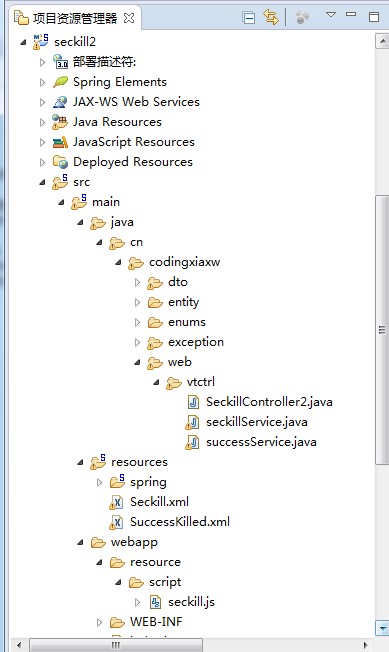 项目资源管理器
seckill2
部署描述符:
Spring Elements
JAX-WS Web Services
Java Resources
JavaScript Resources
Deployed Resources
src
main
java
cn
codingxiaxw
dto
entity
enums
exception
web
vtctrl
SeckillController2.java
seckillService.java
successService.java
resources
spring
Seckill.xml
SuccessKilled.xml
webapp
resource
script
seckill.js
WEB-INF